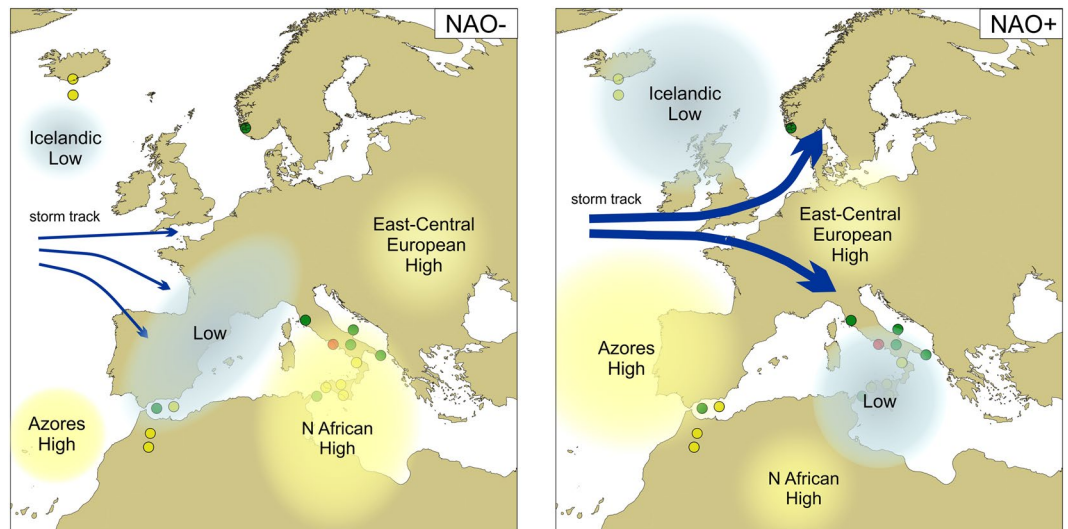 NAO-
Icelandic
Low
storm track
East-Central
European
High
Low
Azores
High
N African
High
NAO+
Icelandic
Low
storm track
East-Central
European
High
Azores
High
Low
N African
High